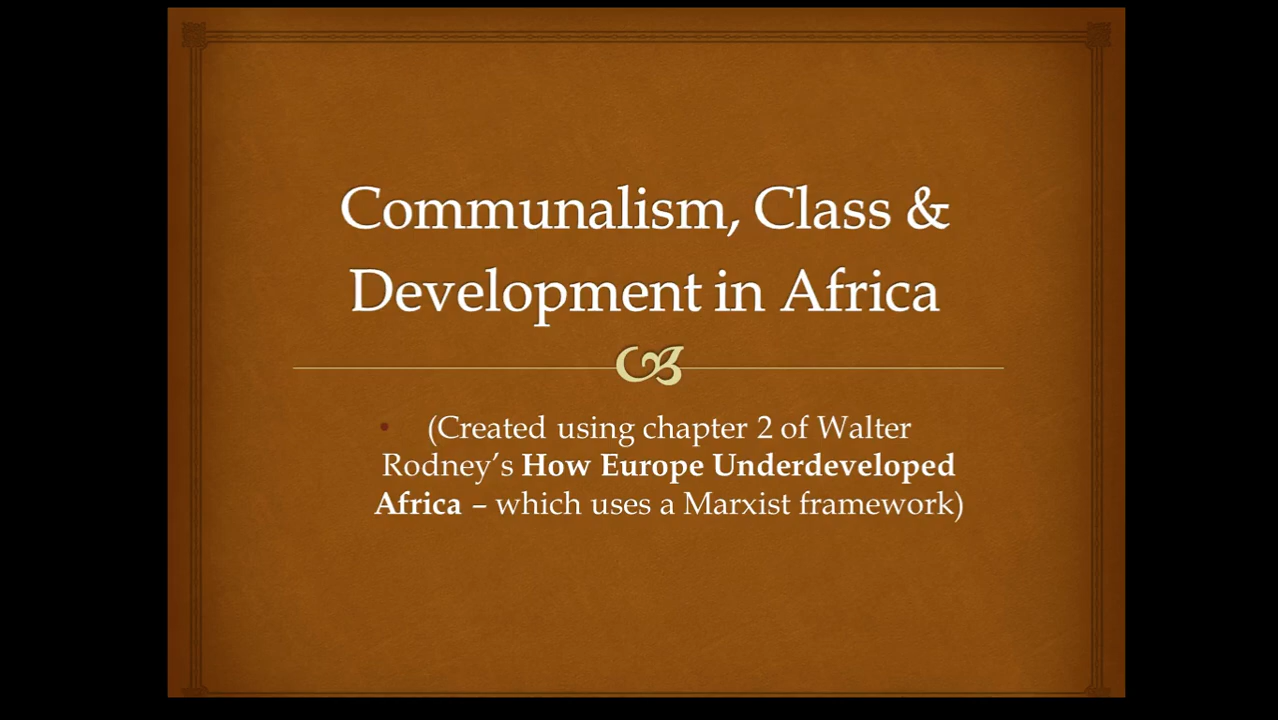 Communalism, Class &
Development in Africa
• (Created using chapter 2 of Walter
Rodney’s How Europe Underdeveloped
Africa – which uses a Marxist framework)